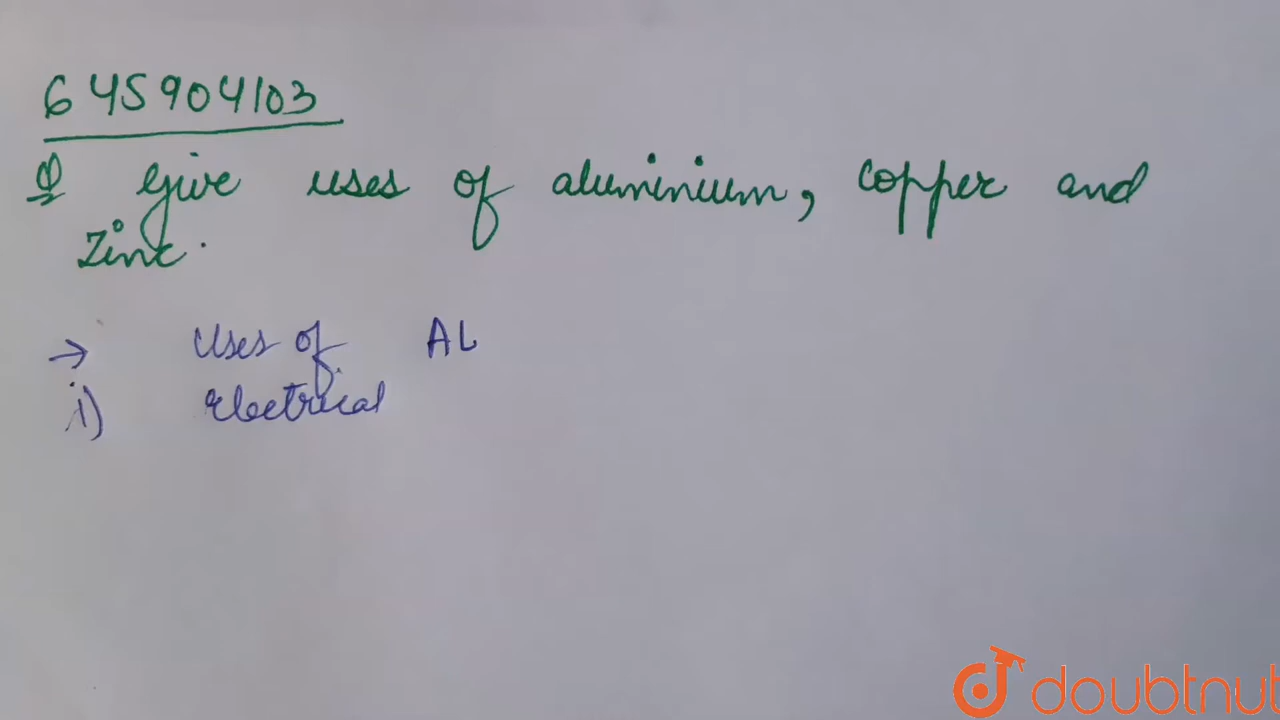 645904103
Q Give uses of aluminium, copper and
Zinc.
→ Uses of Al
i) Electrical
doubtnut